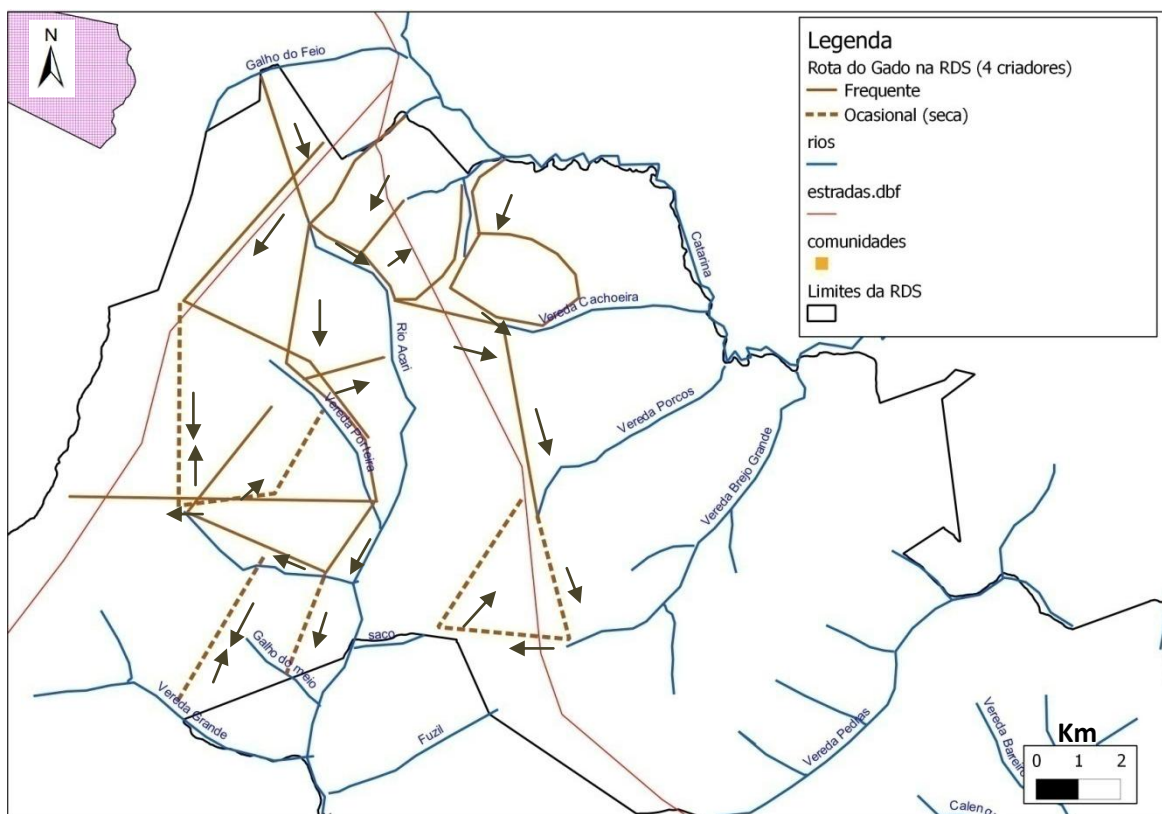 N
Galho do Feio
Legenda
Rota do Gado na RDS (4 criadores)
Frequente
Ocasional (seca)
rios
estradas.dbf
comunidades
Limites da RDS
Catarina
Vereda Cachoeira
Rio Acari
Vereda Porcos
Vereda Porteira
Vereda Brejo Grande
saco
Galho do meio
Vereda Grande
Fuzil
Vereda Pedras
Vereda Barreiro
Km
0 1 2